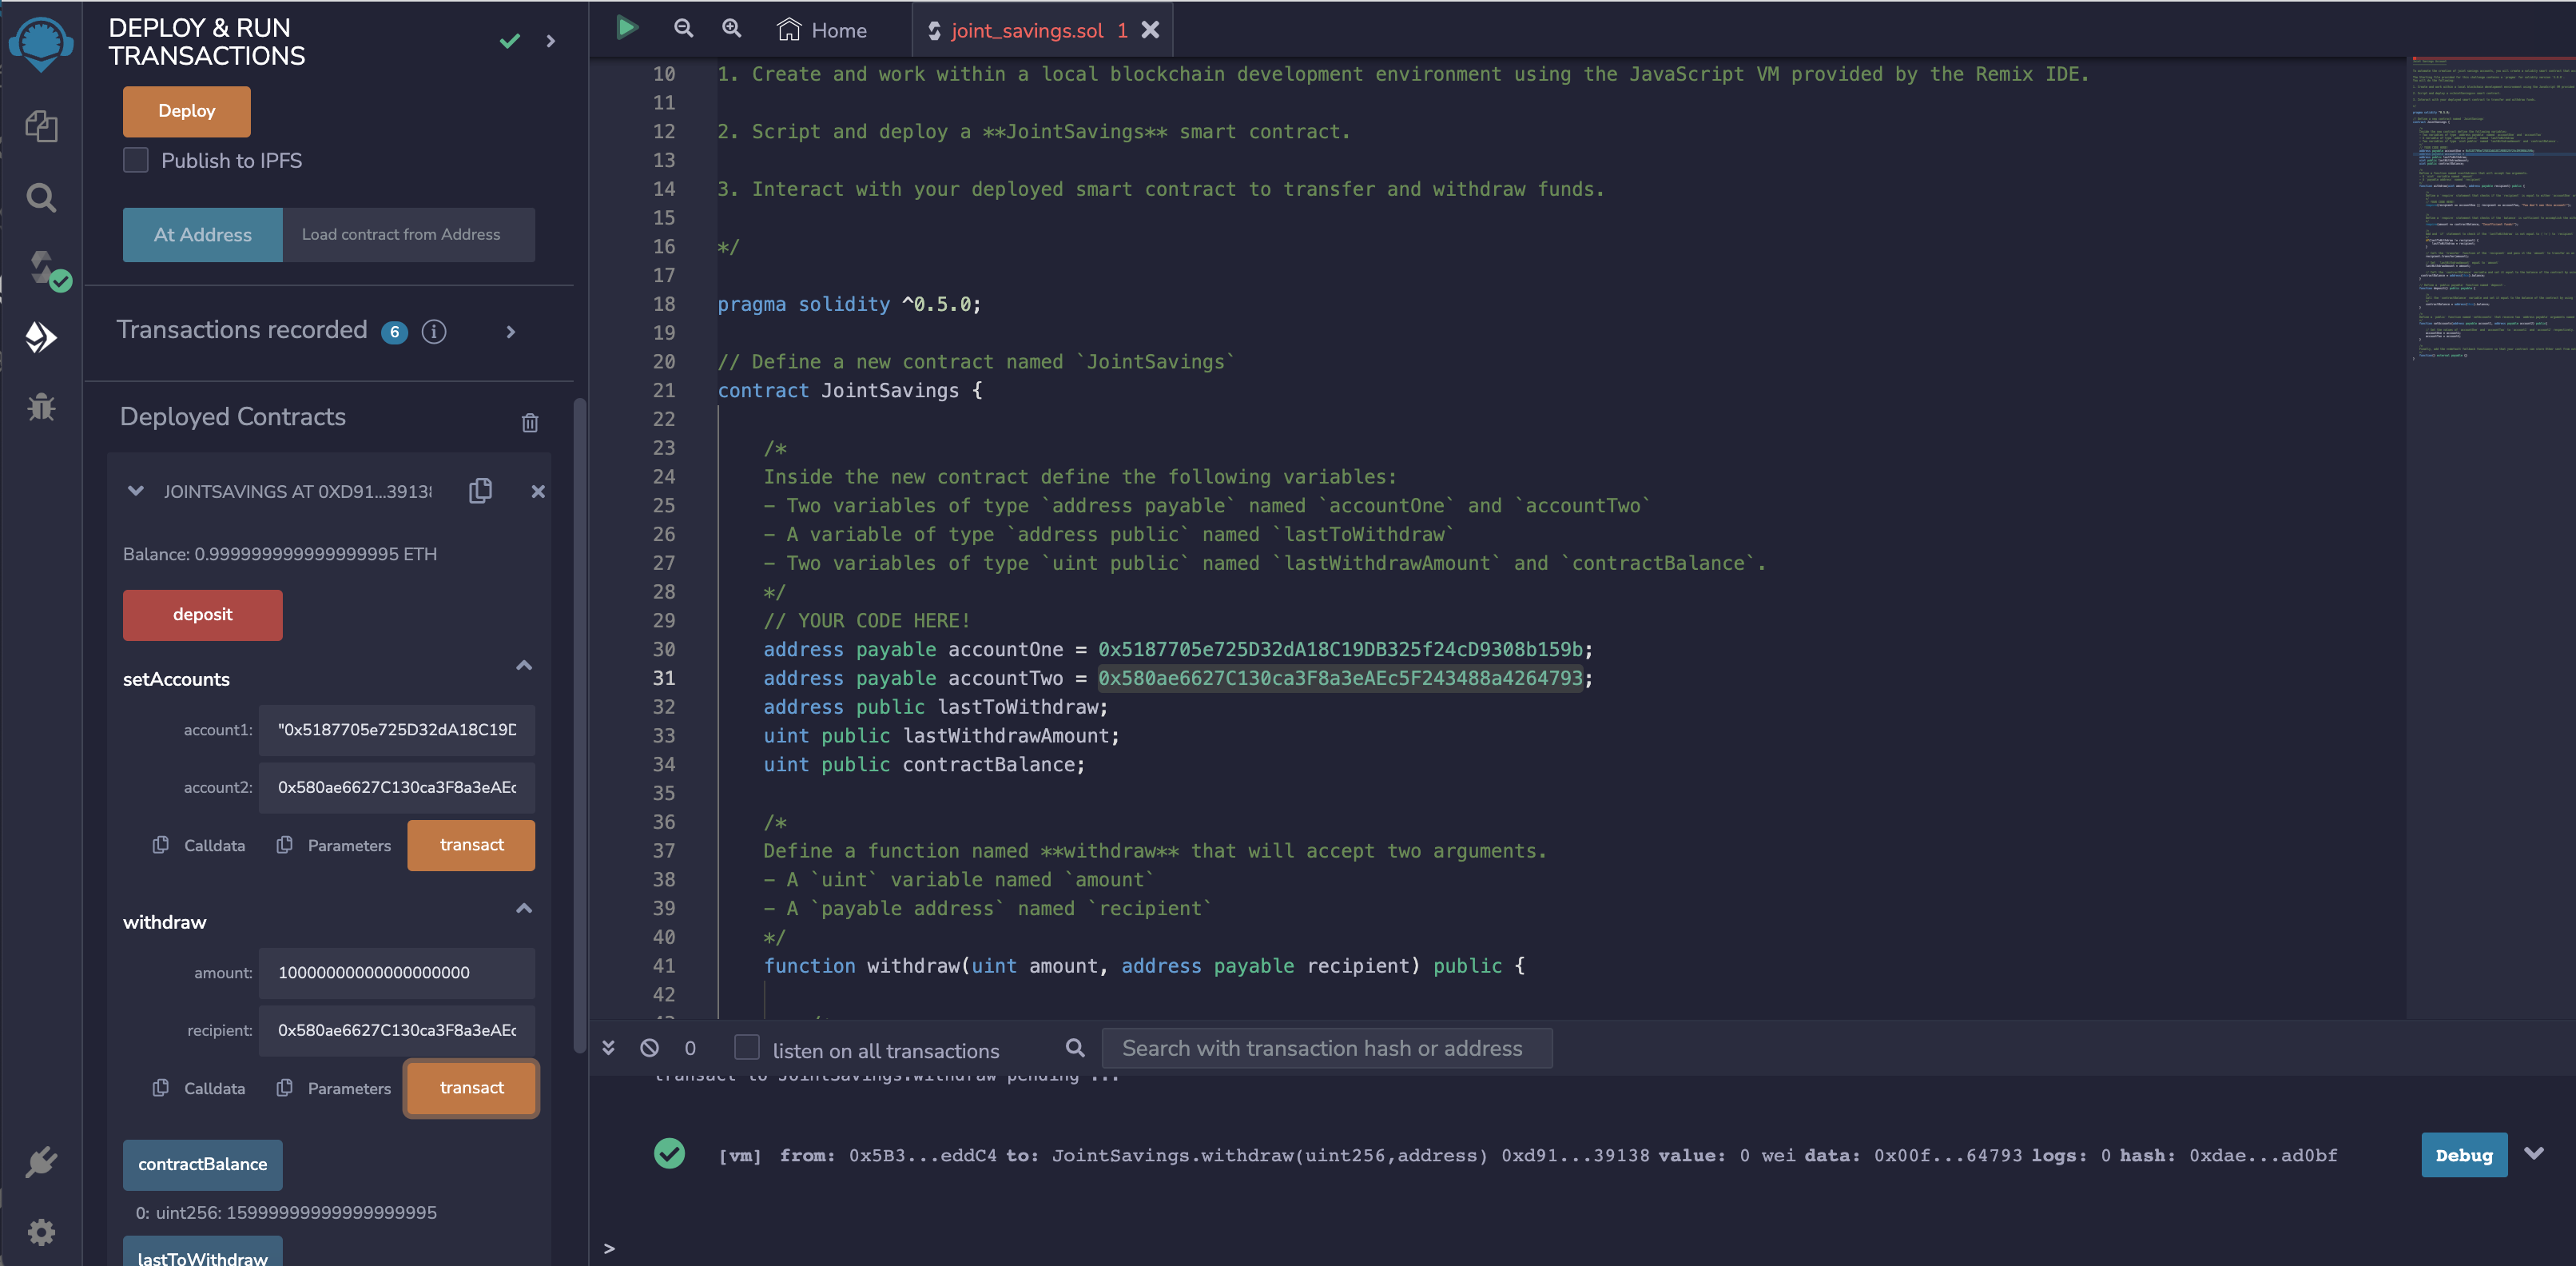 DEPLOY & RUN
TRANSACTIONS
Deploy
Publish to IPFS
At Address
Load contract from Address
Transactions recorded 6 i
Deployed Contracts
JOINTSAVINGS AT 0XD91...3913
Balance: 0.999999999999999995 ETH
deposit
setAccounts
account1: "0x5187705e725D32dA18C19D
account2: 0x580ae6627C130ca3F8a3eAEc
Calldata Parameters transact
withdraw
amount: 10000000000000000000
recipient: 0x580ae6627C130ca3F8a3eAEc
Calldata Parameters transact
contractBalance
0: uint256: 15999999999999999995
lastToWithdraw
Home
joint_savings.sol 1
10 1. Create and work within a local blockchain development environment using the JavaScript VM provided by the Remix IDE.
11
12 2. Script and deploy a **JointSavings** smart contract.
13
14 3. Interact with your deployed smart contract to transfer and withdraw funds.
15
16 */
17
18 pragma solidity ^0.5.0;
19
20 // Define a new contract named `JointSavings`
21 contract JointSavings {
22
23 /*
24 Inside the new contract define the following variables:
25 - Two variables of type `address payable` named `accountOne` and `accountTwo`
26 - A variable of type `address public` named `lastToWithdraw`
27 - Two variables of type `uint public` named `lastWithdrawAmount` and `contractBalance`.
28 */
29 // YOUR CODE HERE!
30 address payable accountOne = 0x5187705e725D32dA18C19DB325f24cD9308b159b;
31 address payable accountTwo = 0x580ae6627C130ca3F8a3eAEc5F243488a4264793;
32 address public lastToWithdraw;
33 uint public lastWithdrawAmount;
34 uint public contractBalance;
35
36 /*
37 Define a function named **withdraw** that will accept two arguments.
38 - A `uint` variable named `amount`
39 - A `payable address` named `recipient`
40 */
41 function withdraw(uint amount, address payable recipient) public {
42
0 listen on all transactions Search with transaction hash or address
transact to JointSavings.withdraw pending ...
[vm] from: 0x5B3...eddC4 to: JointSavings.withdraw(uint256,address) 0xd91...39138 value: 0 wei data: 0x00f...64793 logs: 0 hash: 0xdae...ad0bf
Debug
>